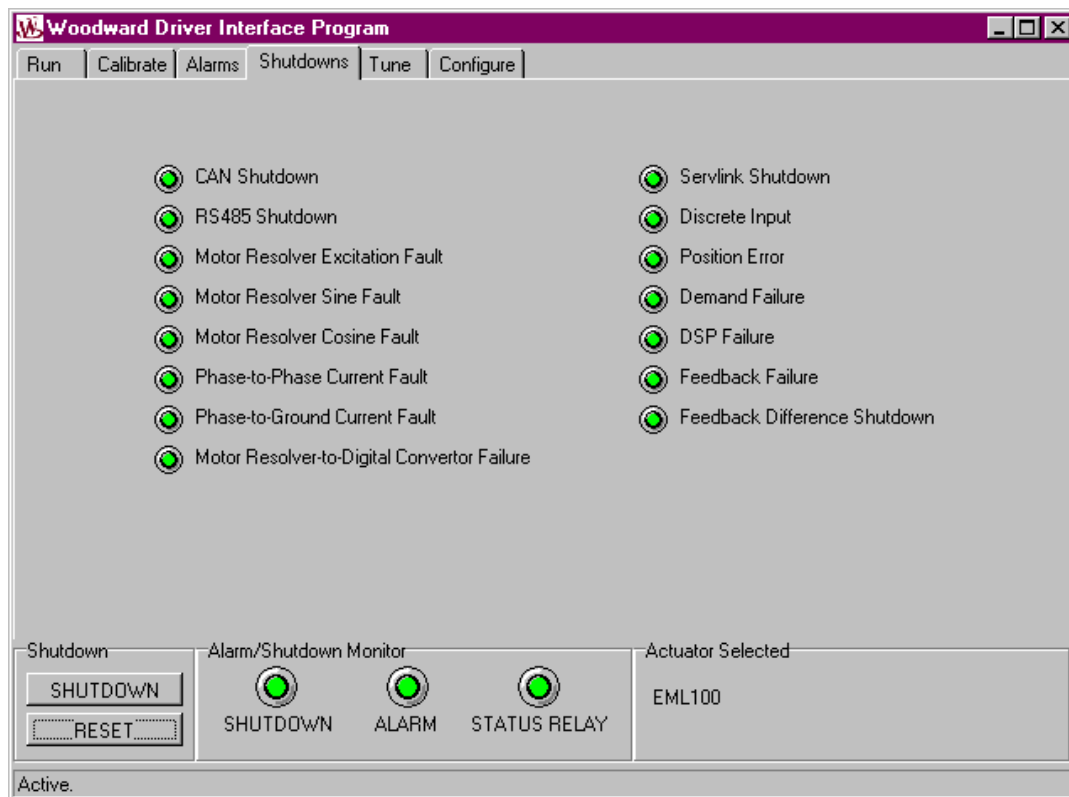 Woodward Driver Interface Program
Run Calibrate Alarms Shutdowns Tune Configure
CAN Shutdown
RS485 Shutdown
Motor Resolver Excitation Fault
Motor Resolver Sine Fault
Motor Resolver Cosine Fault
Phase-to-Phase Current Fault
Phase-to-Ground Current Fault
Motor Resolver-to-Digital Convertor Failure
Servlink Shutdown
Discrete Input
Position Error
Demand Failure
DSP Failure
Feedback Failure
Feedback Difference Shutdown
Shutdown
SHUTDOWN
RESET
Alarm/Shutdown Monitor
SHUTDOWN ALARM STATUS RELAY
Actuator Selected
EML100
Active.